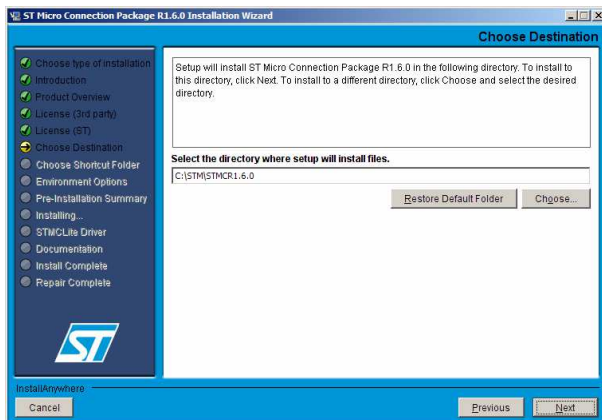 ST Micro Connection Package R1.6.0 Installation Wizard
Choose Destination
Choose type of installation
Introduction
Product Overview
License (3rd party)
License (ST)
Choose Destination
Choose Shortcut Folder
Environment Options
Pre-Installation Summary
Installing...
STMCLite Driver
Documentation
Install Complete
Repair Complete
ST
Setup will install ST Micro Connection Package R1.6.0 in the following directory. To install to
this directory, click Next. To install to a different directory, click Choose and select the desired
directory.
Select the directory where setup will install files.
C:\STM\STMCR1.6.0
Restore Default Folder
Choose...
InstallAnywhere
Cancel
Previous
Next